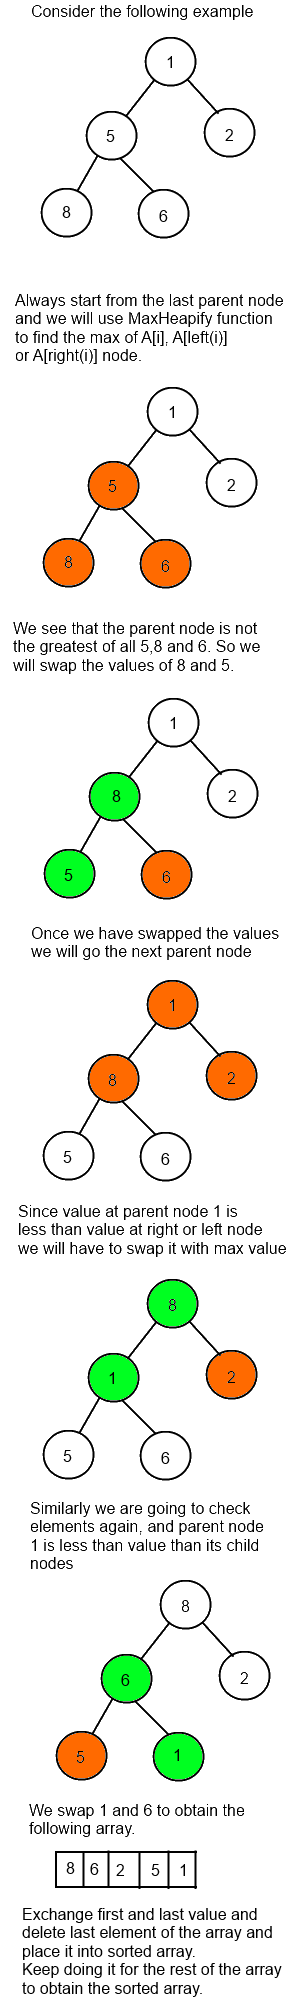 Consider the following example
1
5
2
8
6
Always start from the last parent node
and we will use MaxHeapify function
to find the max of A[i], A[left(i)]
or A[right(i)] node.
1
5
2
8
6
We see that the parent node is not
the greatest of all 5,8 and 6. So we
will swap the values of 8 and 5.
1
8
2
5
6
Once we have swapped the values
we will go the next parent node
1
8
2
5
6
Since value at parent node 1 is
less than value at right or left node
we will have to swap it with max value
8
1
2
5
6
Similarly we are going to check
elements again, and parent node
1 is less than value than its child
nodes
8
6
2
5
1
We swap 1 and 6 to obtain the
following array.
8 6 2 5 1
Exchange first and last value and
delete last element of the array and
place it into sorted array.
Keep doing it for the rest of the array
to obtain the sorted array.